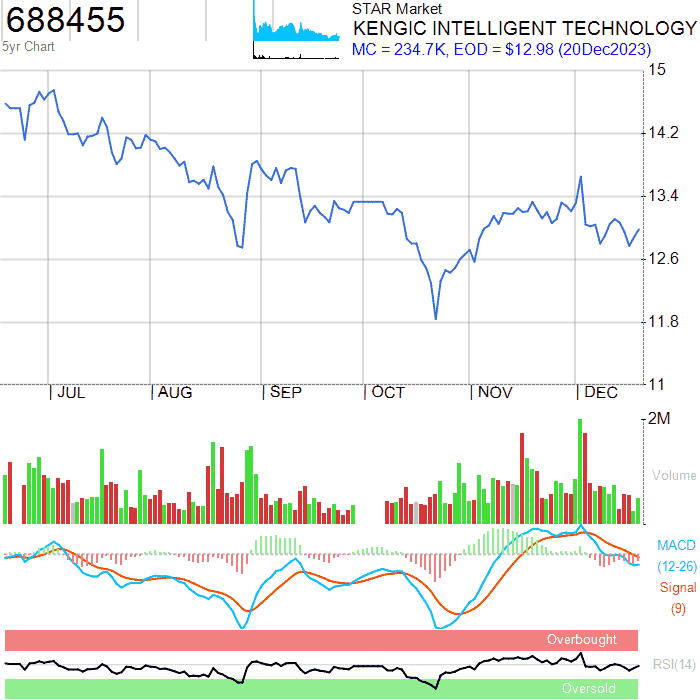 688455
5yr Chart
STAR Market
KENGIC INTELLIGENT TECHNOLOGY
MC = 234.7K, EOD = $12.98 (20Dec2023)
15
14.2
13.4
12.6
11.8
11
JUL AUG SEP OCT NOV DEC
2M
Volume
MACD
(12-26)
Signal
(9)
Overbought
RSI(14)
Oversold